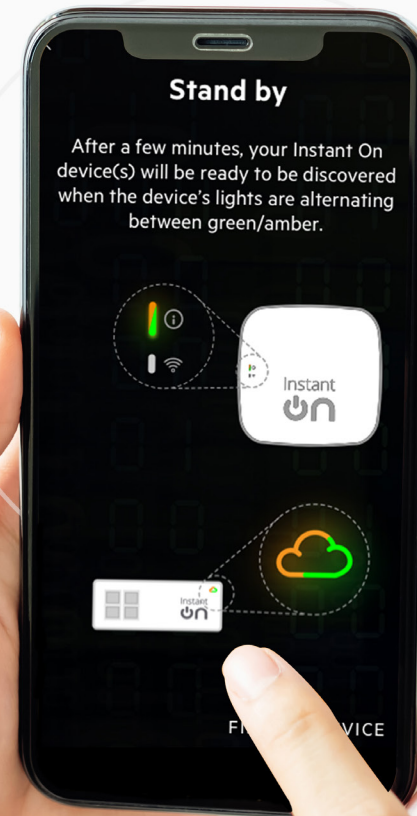 Stand by
After a few minutes, your Instant On
device(s) will be ready to be discovered
when the device's lights are alternating
between green/amber.
Instant
ON
Instant
ON